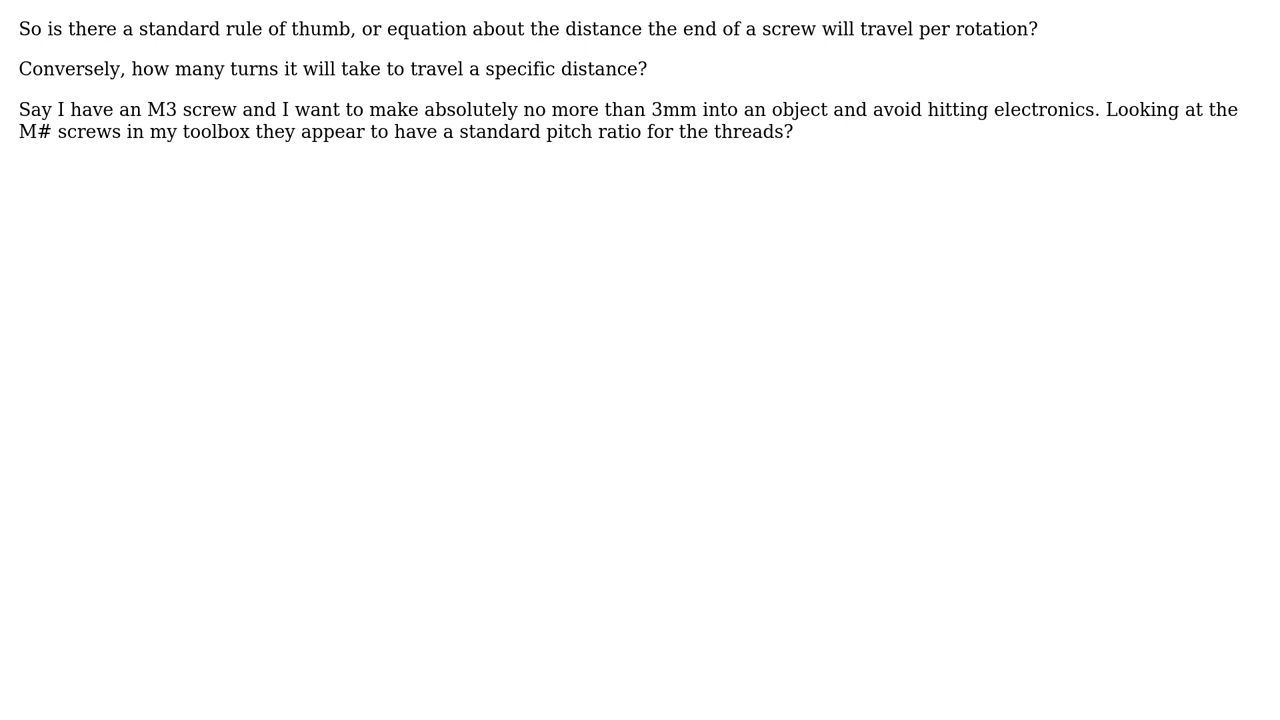 So is there a standard rule of thumb, or equation about the distance the end of a screw will travel per rotation?
Conversely, how many turns it will take to travel a specific distance?
Say I have an M3 screw and I want to make absolutely no more than 3mm into an object and avoid hitting electronics. Looking at the
M# screws in my toolbox they appear to have a standard pitch ratio for the threads?